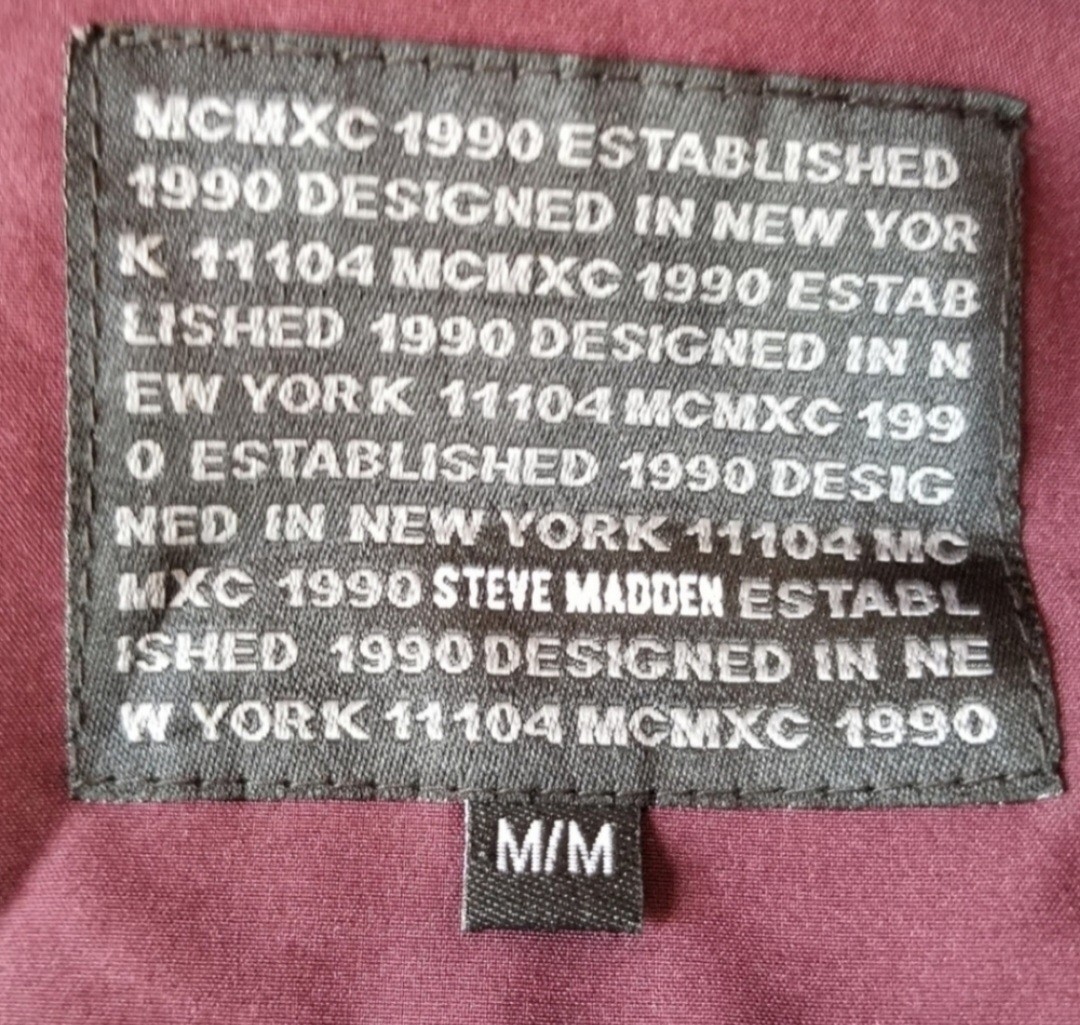 MCMXC 1990 ESTABLISHED
1990 DESIGNED IN NEW YOR
K 11104 MCMXC 1990 ESTAB
LISHED 1990 DESIGNED IN N
EW YORK 11104 MCMXC 199
0 ESTABLISHED 1990 DESIG
NED IN NEW YORK 11104 MC
MXC 1990 STEVE MADDEN ESTABL
ISHED 1990 DESIGNED IN NE
W YORK 11104 MCMXC 1990
M/M